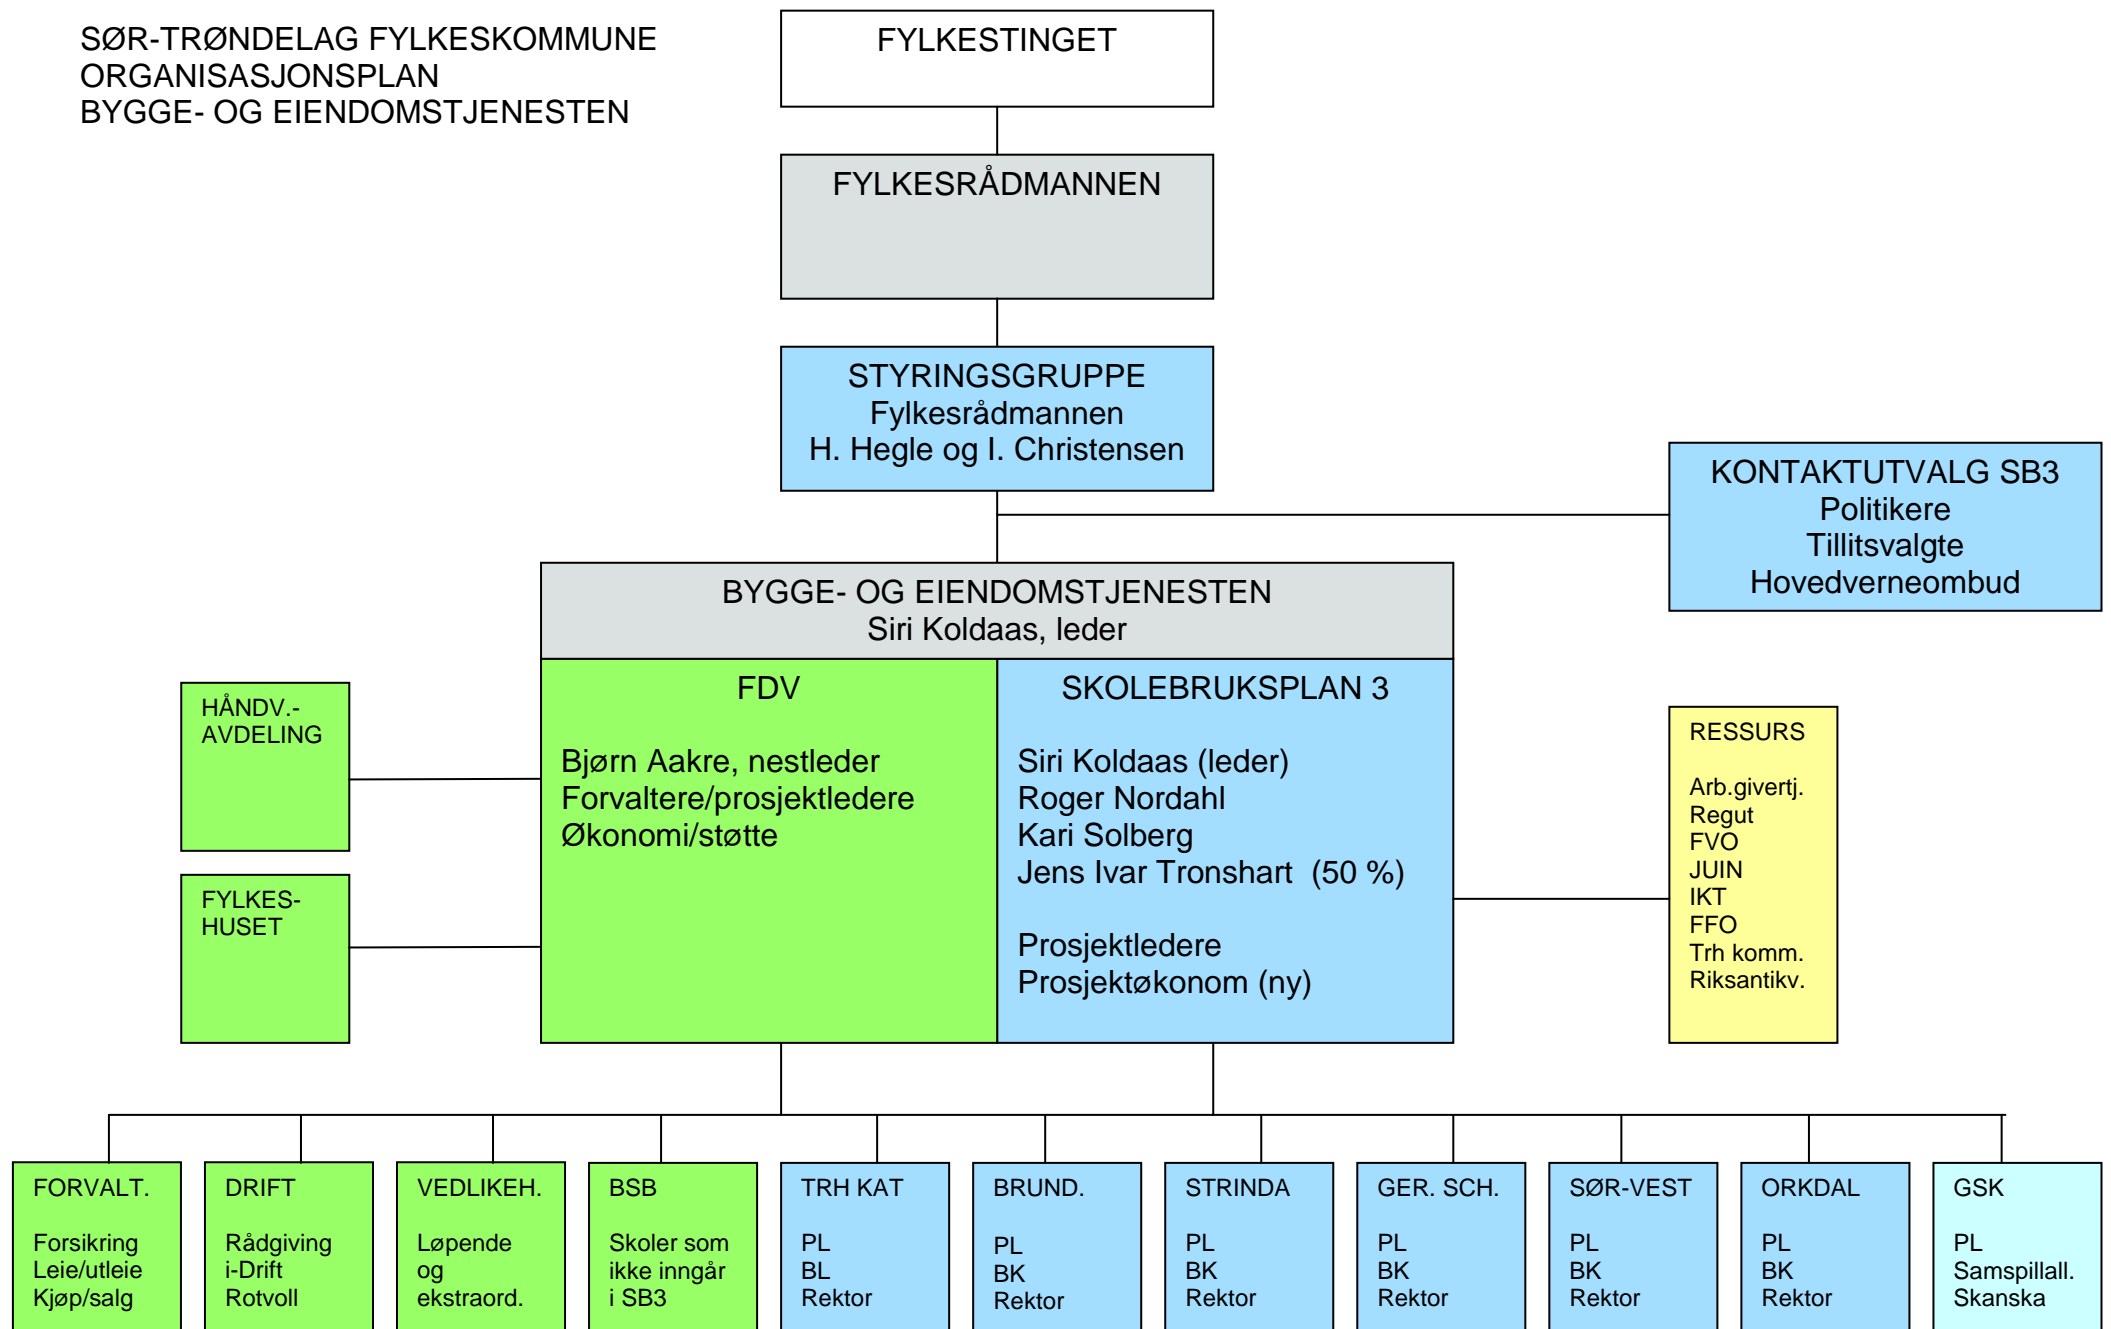 SØR-TRØNDELAG FYLKESKOMMUNE
ORGANISASJONSPLAN
BYGGE- OG EIENDOMSTJENESTEN
FYLKESTINGET
FYLKESRÅDMANNEN
STYRINGSGRUPPE
Fylkesrådmannen
H. Hegle og I. Christensen
KONTAKTUTVALG SB3
Politikere
Tillitsvalgte
Hovedverneombud
BYGGE- OG EIENDOMSTJENESTEN
Siri Koldaas, leder
HÅNDV.-
AVDELING
FYLKES-
HUSET
FDV
Bjørn Aakre, nestleder
Forvaltere/prosjektledere
Økonomi/støtte
SKOLEBRUKSPLAN 3
Siri Koldaas (leder)
Roger Nordahl
Kari Solberg
Jens Ivar Tronshart (50 %)
Prosjektledere
Prosjektøkonom (ny)
RESSURS
Arb.givertj.
Regut
FVO
JUIN
IKT
FFO
Trh komm.
Riksantikv.
FORVALT.
Forsikring
Leie/utleie
Kjøp/salg
DRIFT
Rådgiving
i-Drift
Rotvoll
VEDLIKEH.
Løpende
og
ekstraord.
BSB
Skoler som
ikke inngår
i SB3
TRH KAT
PL
BL
Rektor
BRUND.
PL
BK
Rektor
STRINDA
PL
BK
Rektor
GER. SCH.
PL
BK
Rektor
SØR-VEST
PL
BK
Rektor
ORKDAL
PL
BK
Rektor
GSK
PL
Samspillall.
Skanska